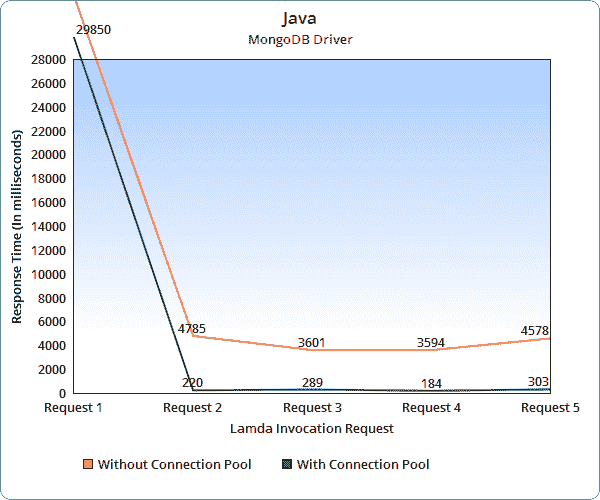 Java
MongoDB Driver
29850
28000
26000
24000
22000
20000
18000
16000
14000
12000
10000
8000
6000
4000
2000
0
Response Time (In milliseconds)
4785
3601
3594
4578
220
289
184
303
Request 1
Request 2
Request 3
Request 4
Request 5
Lamda Invocation Request
Without Connection Pool
With Connection Pool